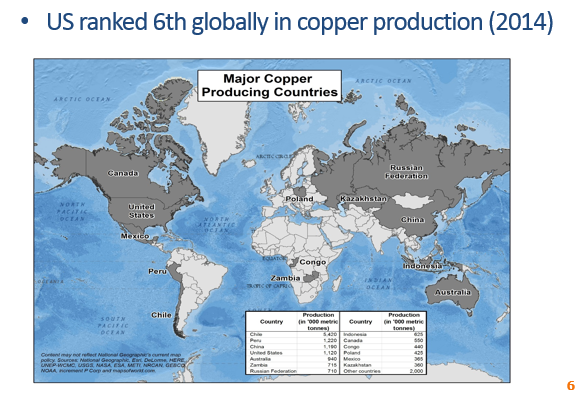 • US ranked 6th globally in copper production (2014)
Major Copper
Producing Countries
ARCTIC OCEAN
ARCTIC OCEAN
ARCTIC CIRCLE
Canada
Russian
Federation
Poland
Kazakhstan
United
States
NORTH
PACIFIC
OCEAN
NORTH
ATLANTIC
OCEAN
China
Mexico
EQUATOR
Congo
Indonesia
Peru
Zambia
TROPIC OF CAPRICORN
INDIAN
OCEAN
Australia
Chile
SOUTH
PACIFIC
OCEAN
Country Production (in '000 metric tonnes) Country Production (in '000 metric tonnes)
Chile 5,420 Indonesia 625
Peru 1,220 Canada 550
China 1,190 Congo 440
United States 1,120 Poland 425
Australia 940 Mexico 365
Zambia 715 Kazakhstan 360
Russian Federation 710 Other countries 2,000
Content may not reflect National Geographic's current map
policy. Sources: National Geographic, Esri, DeLorme, HERE,
UNEP-WCMC, USGS, NASA, ESA, METI, NRCAN, GEBCO,
NOAA, increment P Corp and mapsofworld.com.
6